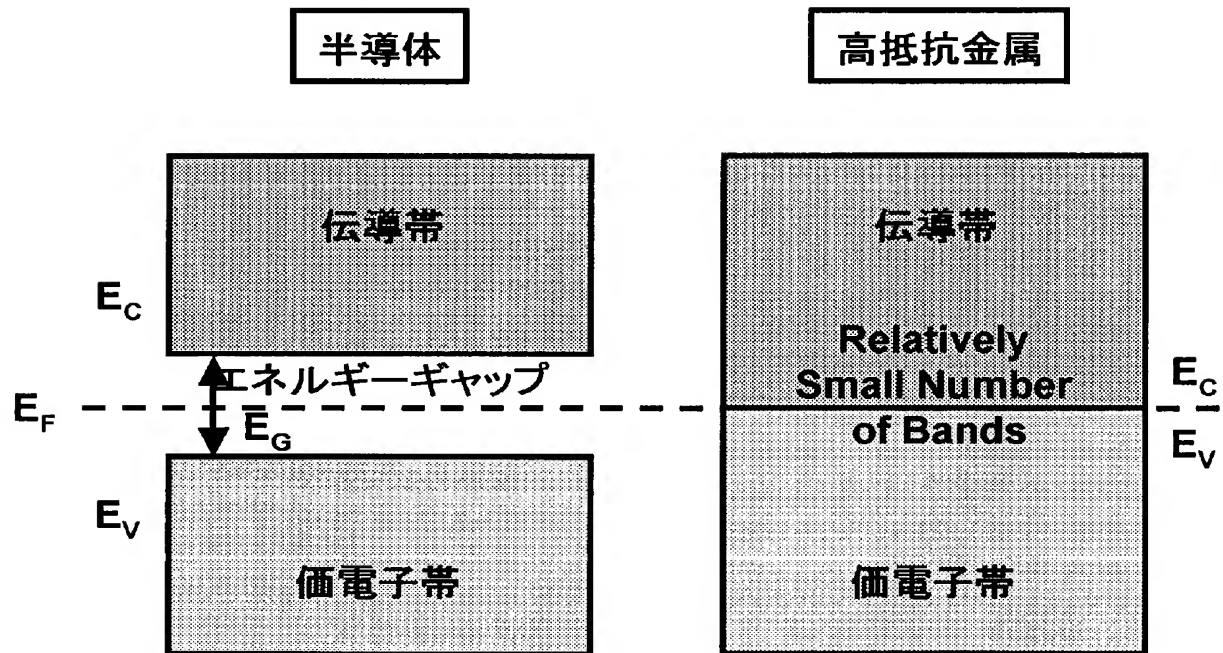 半導体
高抵抗金属
伝導帯
E_C
エネルギーギャップ
E_F
E_G
E_V
価電子帯
伝導帯
Relatively
Small Number
of Bands
E_C
E_V
価電子帯